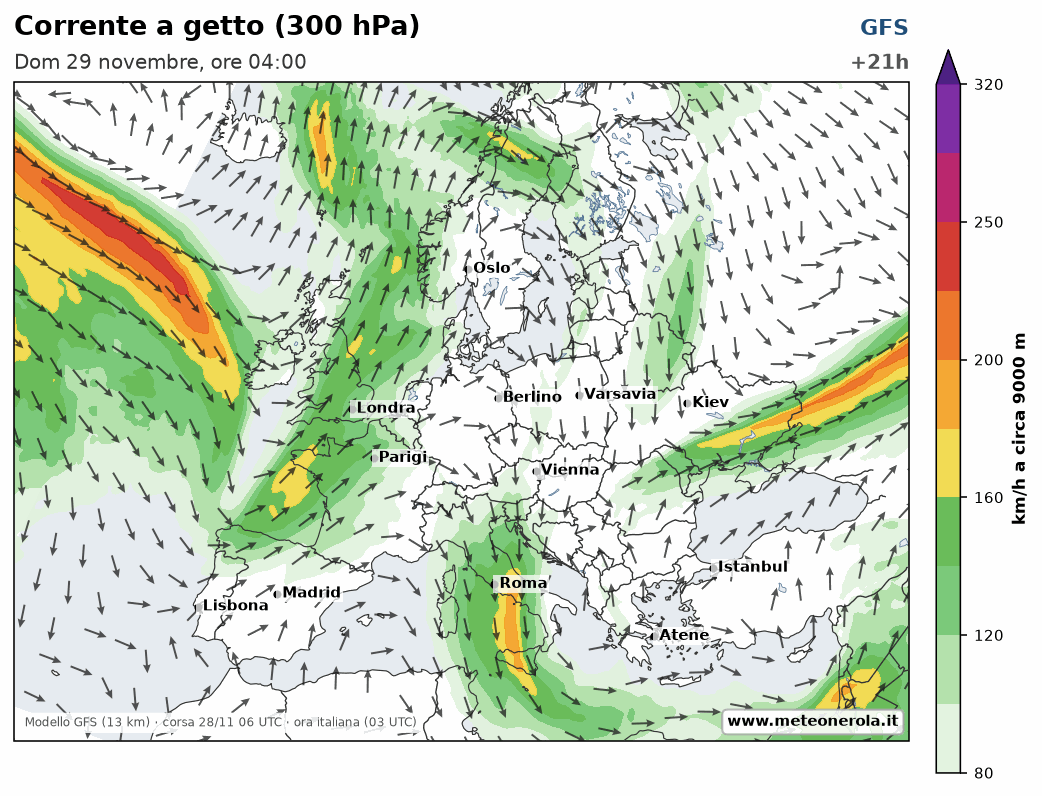 Corrente a getto (300 hPa)
GFS
Dom 29 novembre, ore 04:00
+21h
320
250
200
160
120
80
km/h a circa 9000 m
Oslo
Londra
Berlino
Varsavia
Kiev
Parigi
Vienna
Roma
Madrid
Lisbona
Istanbul
Atene
Modello GFS (13 km) · corsa 28/11 06 UTC · ora italiana (03 UTC)
www.meteonerola.it